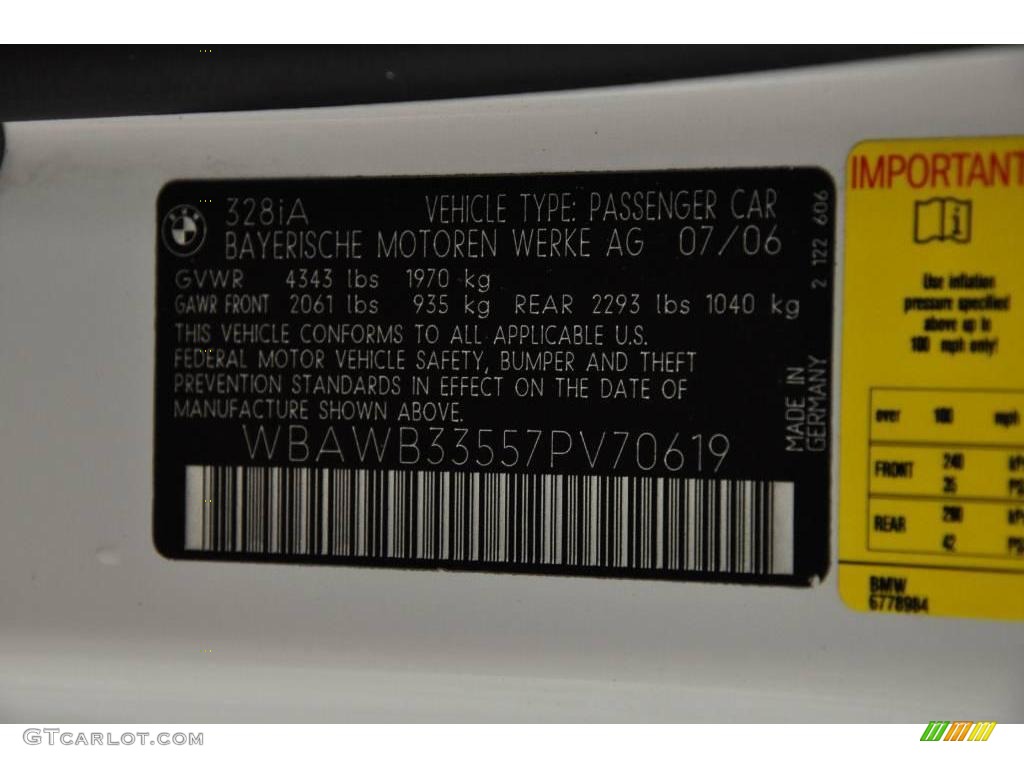 328iA VEHICLE TYPE: PASSENGER CAR
BAYERISCHE MOTOREN WERKE AG 07/06
GVWR 4343 lbs 1970 kg
GAWR FRONT 2061 lbs 935 kg REAR 2293 lbs 1040 kg
THIS VEHICLE CONFORMS TO ALL APPLICABLE U.S.
FEDERAL MOTOR VEHICLE SAFETY, BUMPER AND THEFT
PREVENTION STANDARDS IN EFFECT ON THE DATE OF
MANUFACTURE SHOWN ABOVE.
WBAWB33557PV70619
MADE IN
GERMANY
2 122 606
IMPORTANT
Use inflation
pressure specified
above up to
100 mph only!
over 100 mph
FRONT 240 kP
35 PS
REAR 290 kP
42 PS
BMW
6778984
GTCARLOT.COM